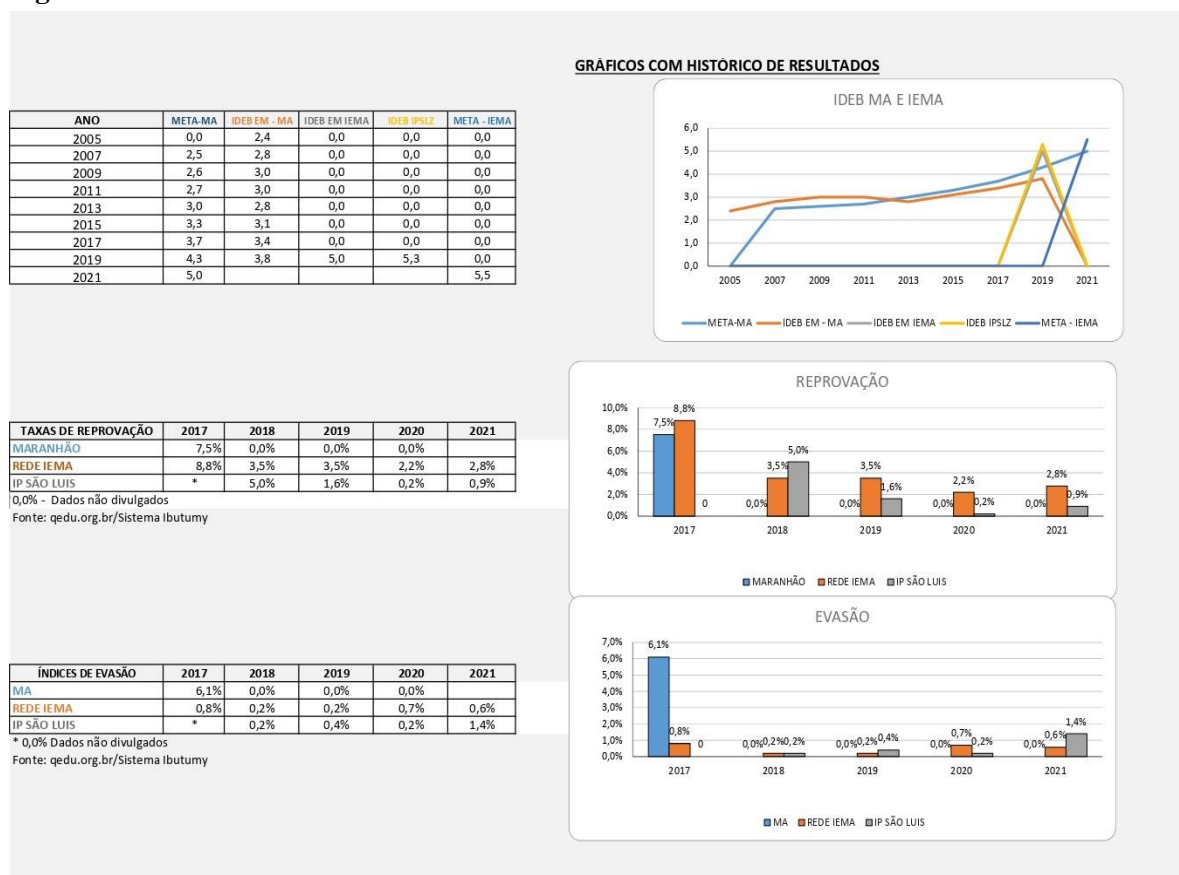 GRÁFICOS COM HISTÓRICO DE RESULTADOS
ANO META-MA IDEB EM - MA IDEB EM IEMA IDEB IPSLZ META - IEMA
2005 0,0 2,4 0,0 0,0 0,0
2007 2,5 2,8 0,0 0,0 0,0
2009 2,6 3,0 0,0 0,0 0,0
2011 2,7 3,0 0,0 0,0 0,0
2013 3,0 2,8 0,0 0,0 0,0
2015 3,3 3,1 0,0 0,0 0,0
2017 3,7 3,4 0,0 0,0 0,0
2019 4,3 3,8 5,0 5,3 0,0
2021 5,0 5,5
IDEB MA E IEMA
6,0
5,0
4,0
3,0
2,0
1,0
0,0
2005 2007 2009 2011 2013 2015 2017 2019 2021
META-MA IDEB EM - MA IDEB EM IEMA IDEB IPSLZ META - IEMA
TAXAS DE REPROVAÇÃO 2017 2018 2019 2020 2021
MARANHÃO 7,5% 0,0% 0,0% 0,0%
REDE IEMA 8,8% 3,5% 3,5% 2,2% 2,8%
IP SÃO LUIS * 5,0% 1,6% 0,2% 0,9%
0,0% - Dados não divulgados
Fonte: qedu.org.br/Sistema Ibutumy
REPROVAÇÃO
10,0%
8,0%
6,0%
4,0%
2,0%
0,0%
7,5% 8,8% 0
0,0% 3,5% 5,0%
0,0% 3,5% 1,6%
0,0% 2,2% 0,2%
0,0% 2,8% 0,9%
2017 2018 2019 2020 2021
MARANHÃO REDE IEMA IP SÃO LUIS
ÍNDICES DE EVASÃO 2017 2018 2019 2020 2021
MA 6,1% 0,0% 0,0% 0,0%
REDE IEMA 0,8% 0,2% 0,2% 0,7% 0,6%
IP SÃO LUIS * 0,2% 0,4% 0,2% 1,4%
* 0,0% Dados não divulgados
Fonte: qedu.org.br/Sistema Ibutumy
EVASÃO
7,0%
6,0%
5,0%
4,0%
3,0%
2,0%
1,0%
0,0%
6,1% 0,8% 0
0,0% 0,2% 0,2%
0,0% 0,2% 0,4%
0,0% 0,7% 0,2%
0,0% 0,6% 1,4%
2017 2018 2019 2020 2021
MA REDE IEMA IP SÃO LUIS